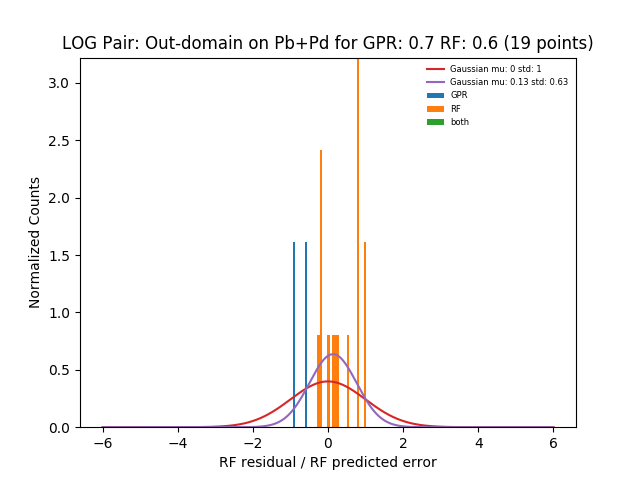 LOG Pair: Out-domain on Pb+Pd for GPR: 0.7 RF: 0.6 (19 points)
Normalized Counts
3.0
2.5
2.0
1.5
1.0
0.5
0.0
Gaussian mu: 0 std: 1
Gaussian mu: 0.13 std: 0.63
GPR
RF
both
−6 −4 −2 0 2 4 6
RF residual / RF predicted error